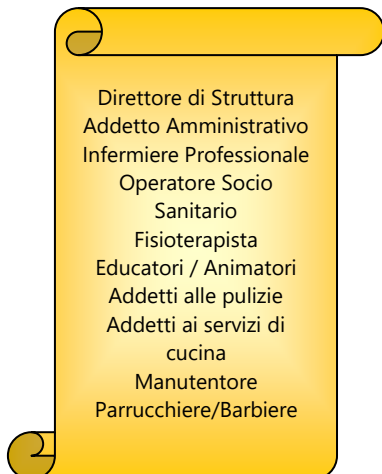 Direttore di Struttura
Addetto Amministrativo
Infermiere Professionale
Operatore Socio
Sanitario
Fisioterapista
Educatori / Animatori
Addetti alle pulizie
Addetti ai servizi di
cucina
Manutentore
Parrucchiere/Barbiere